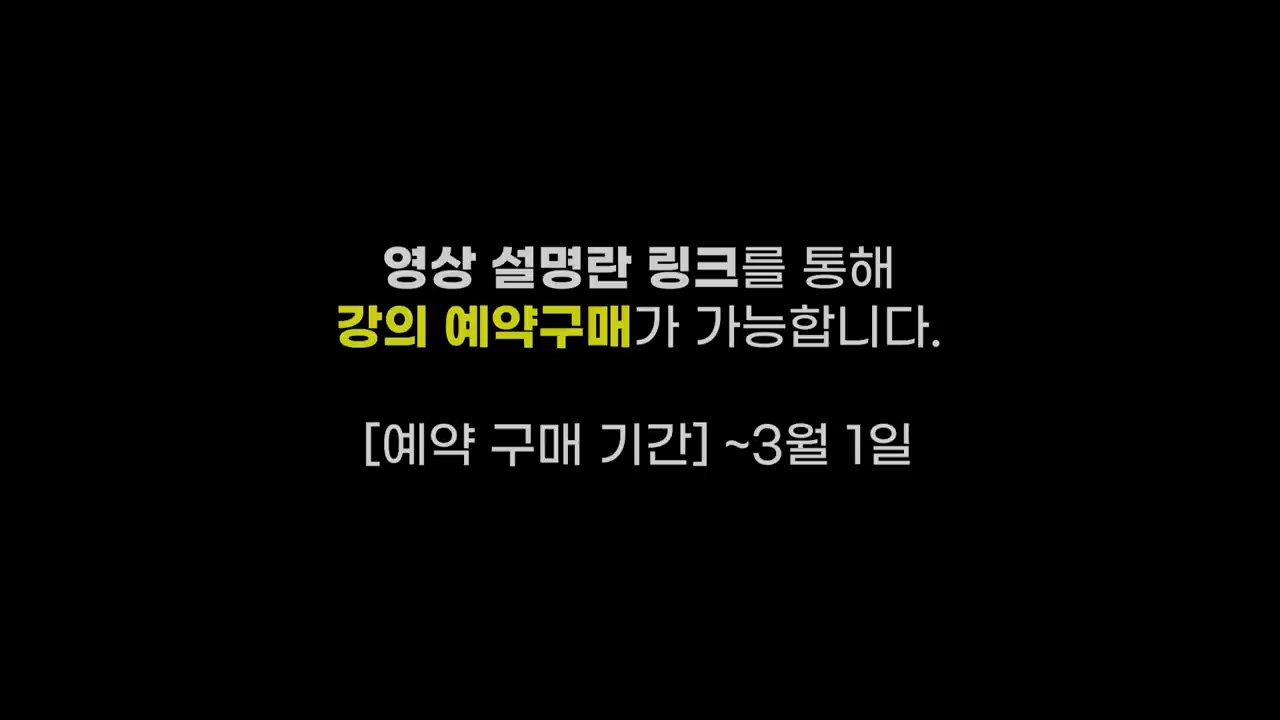 영상 설명란 링크를 통해
강의 예약구매가 가능합니다.
[예약 구매 기간] ~3월 1일